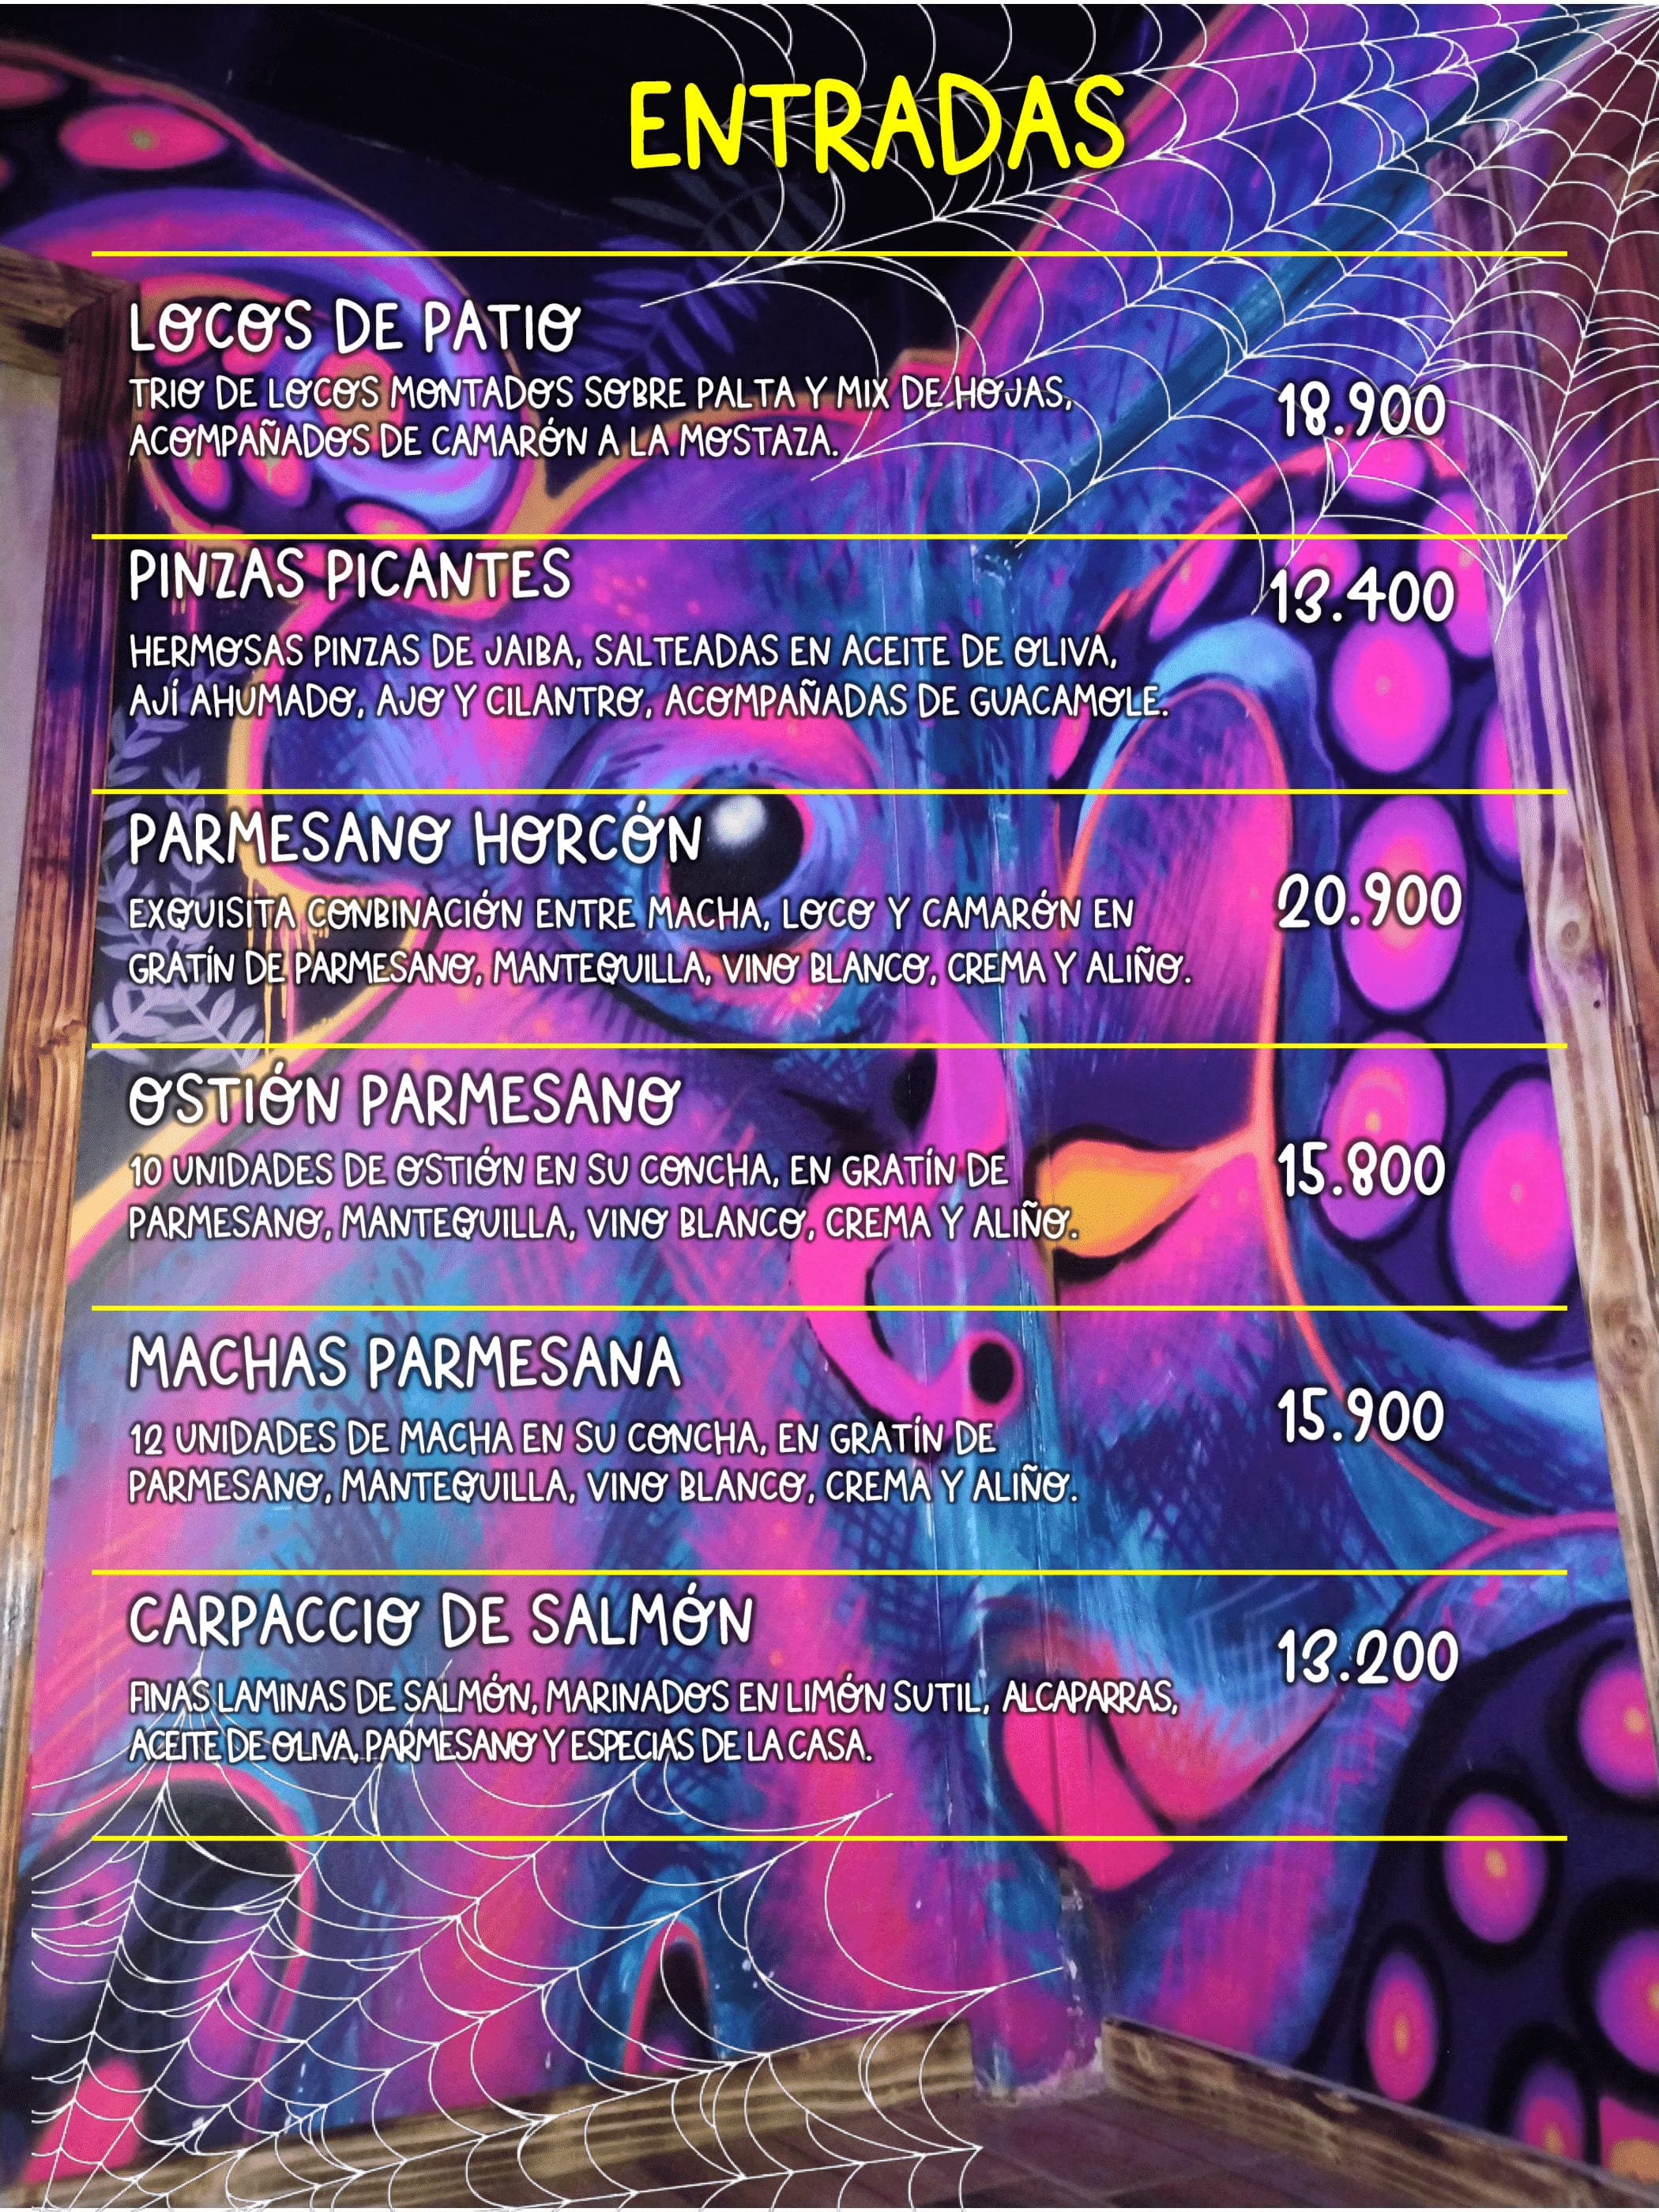 ENTRADAS
LOCOS DE PATIO
TRIO DE LOCOS MONTADOS SOBRE PALTA Y MIX DE HOJAS,
ACOMPAÑADOS DE CAMARÓN A LA MOSTAZA.
18.900
PINZAS PICANTES
13.400
HERMOSAS PINZAS DE JAIBA, SALTEADAS EN ACEITE DE OLIVA,
AJÍ AHUMADO, AJO Y CILANTRO, ACOMPAÑADAS DE GUACAMOLE.
PARMESANO HORCÓN
EXQUISITA CONBINACIÓN ENTRE MACHA, LOCO Y CAMARÓN EN
GRATÍN DE PARMESANO, MANTEQUILLA, VINO BLANCO, CREMA Y ALIÑO.
20.900
OSTIÓN PARMESANO
10 UNIDADES DE OSTIÓN EN SU CONCHA, EN GRATÍN DE
PARMESANO, MANTEQUILLA, VINO BLANCO, CREMA Y ALIÑO.
15.800
MACHAS PARMESANA
12 UNIDADES DE MACHA EN SU CONCHA, EN GRATÍN DE
PARMESANO, MANTEQUILLA, VINO BLANCO, CREMA Y ALIÑO.
15.900
CARPACCIO DE SALMÓN
FINAS LAMINAS DE SALMÓN, MARINADOS EN LIMÓN SUTIL, ALCAPARRAS,
ACEITE DE OLIVA, PARMESANO Y ESPECIAS DE LA CASA.
13.200